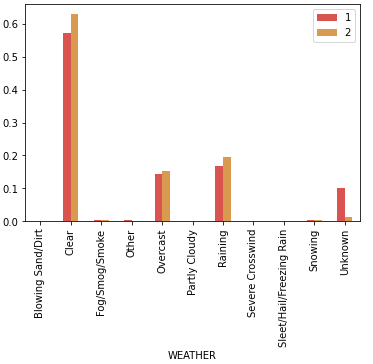 0.6
0.5
0.4
0.3
0.2
0.1
0.0
1
2
Blowing Sand/Dirt
Clear
Fog/Smog/Smoke
Other
Overcast
Partly Cloudy
Raining
Severe Crosswind
Sleet/Hail/Freezing Rain
Snowing
Unknown
WEATHER